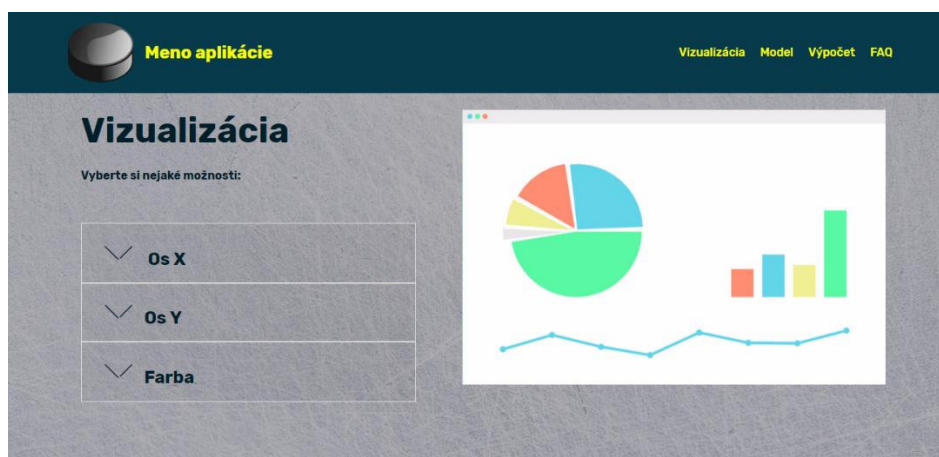 Meno aplikácie
Vizualizácia Model Výpočet FAQ
Vizualizácia
Vyberte si nejaké možnosti:
Os X
Os Y
Farba